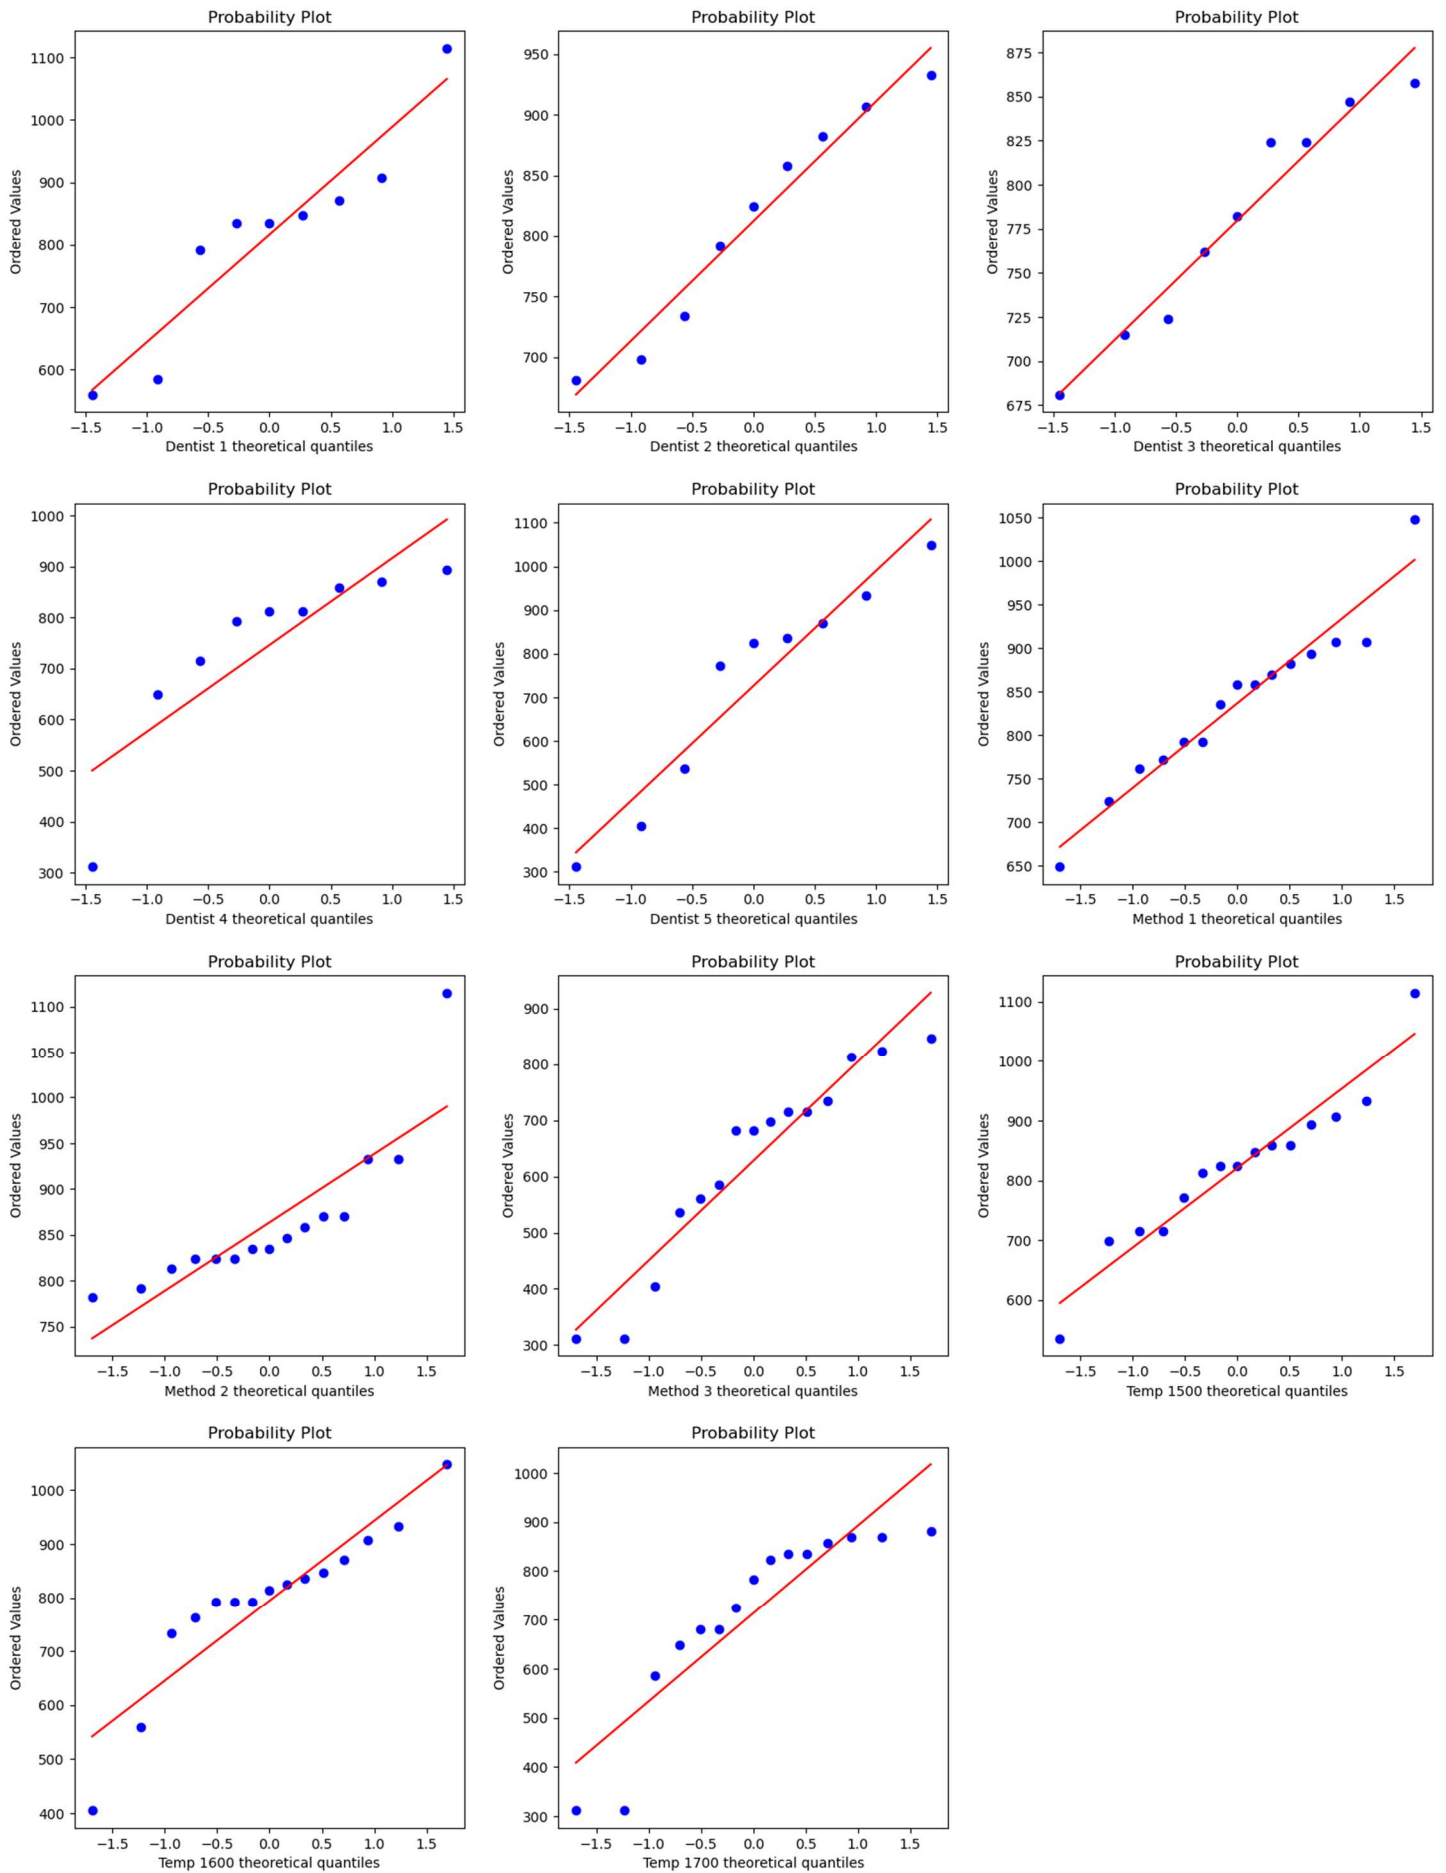 Probability Plot
Ordered Values
1100
1000
900
800
700
600
−1.5 −1.0 −0.5 0.0 0.5 1.0 1.5
Dentist 1 theoretical quantiles
Probability Plot
Ordered Values
950
900
850
800
750
700
−1.5 −1.0 −0.5 0.0 0.5 1.0 1.5
Dentist 2 theoretical quantiles
Probability Plot
Ordered Values
875
850
825
800
775
750
725
700
675
−1.5 −1.0 −0.5 0.0 0.5 1.0 1.5
Dentist 3 theoretical quantiles
Probability Plot
Ordered Values
1000
900
800
700
600
500
400
300
−1.5 −1.0 −0.5 0.0 0.5 1.0 1.5
Dentist 4 theoretical quantiles
Probability Plot
Ordered Values
1100
1000
900
800
700
600
500
400
300
−1.5 −1.0 −0.5 0.0 0.5 1.0 1.5
Dentist 5 theoretical quantiles
Probability Plot
Ordered Values
1050
1000
950
900
850
800
750
700
650
−1.5 −1.0 −0.5 0.0 0.5 1.0 1.5
Method 1 theoretical quantiles
Probability Plot
Ordered Values
1100
1050
1000
950
900
850
800
750
−1.5 −1.0 −0.5 0.0 0.5 1.0 1.5
Method 2 theoretical quantiles
Probability Plot
Ordered Values
900
800
700
600
500
400
300
−1.5 −1.0 −0.5 0.0 0.5 1.0 1.5
Method 3 theoretical quantiles
Probability Plot
Ordered Values
1100
1000
900
800
700
600
−1.5 −1.0 −0.5 0.0 0.5 1.0 1.5
Temp 1500 theoretical quantiles
Probability Plot
Ordered Values
1000
900
800
700
600
500
400
−1.5 −1.0 −0.5 0.0 0.5 1.0 1.5
Temp 1600 theoretical quantiles
Probability Plot
Ordered Values
1000
900
800
700
600
500
400
300
−1.5 −1.0 −0.5 0.0 0.5 1.0 1.5
Temp 1700 theoretical quantiles